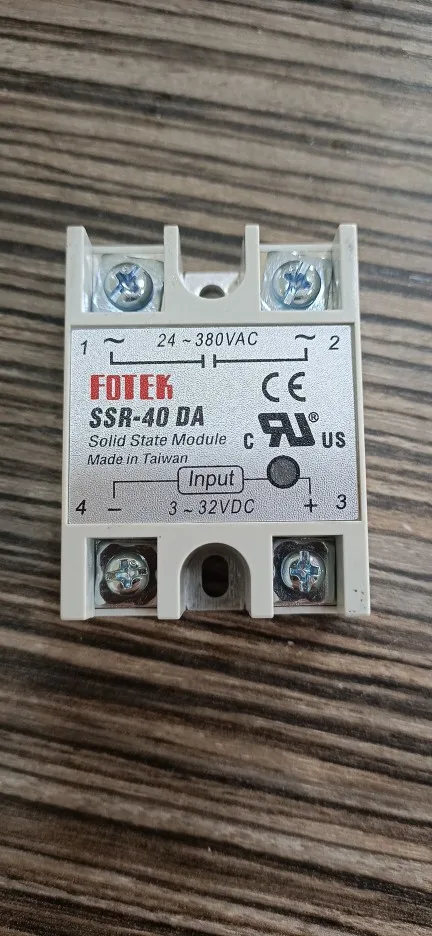 1 ~ 24 ~ 380VAC ~ 2
FOTEK
CE
SSR-40 DA
Solid State Module
C RU® US
Made in Taiwan
Input
4 − 3 ~ 32VDC + 3